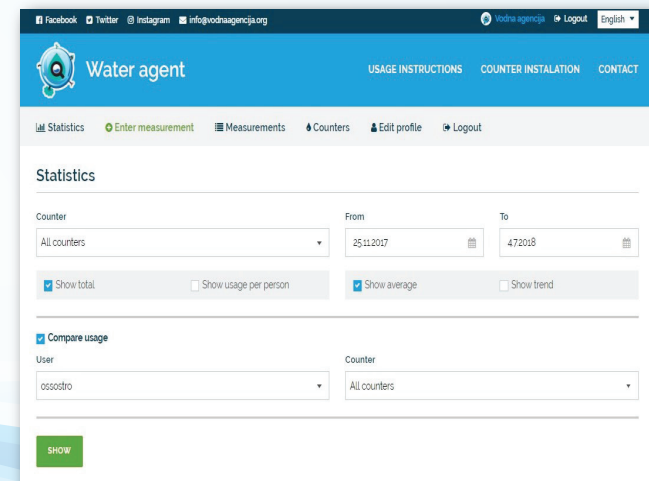 Facebook Twitter Instagram info@vodnaagencija.org Vodna agencija Logout English
Water agent USAGE INSTRUCTIONS COUNTER INSTALATION CONTACT
Statistics Enter measurement Measurements Counters Edit profile Logout
Statistics
Counter From To
All counters 25.11.2017 4.7.2018
Show total Show usage per person Show average Show trend
Compare usage
User Counter
ossostro All counters
SHOW